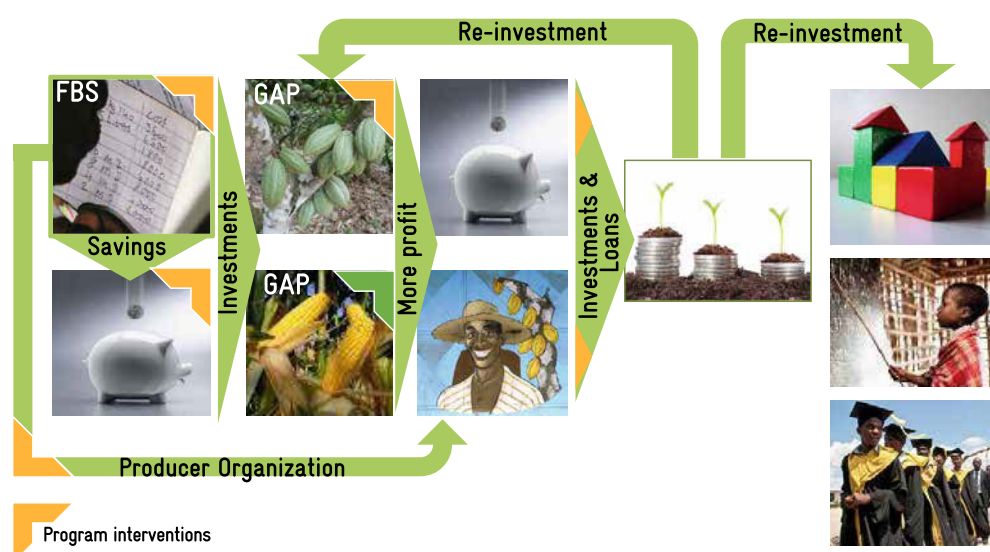 Re-investment
Re-investment
FBS
GAP
Savings
Investments
GAP
More profit
Investments &
Loans
Producer Organization
Program interventions